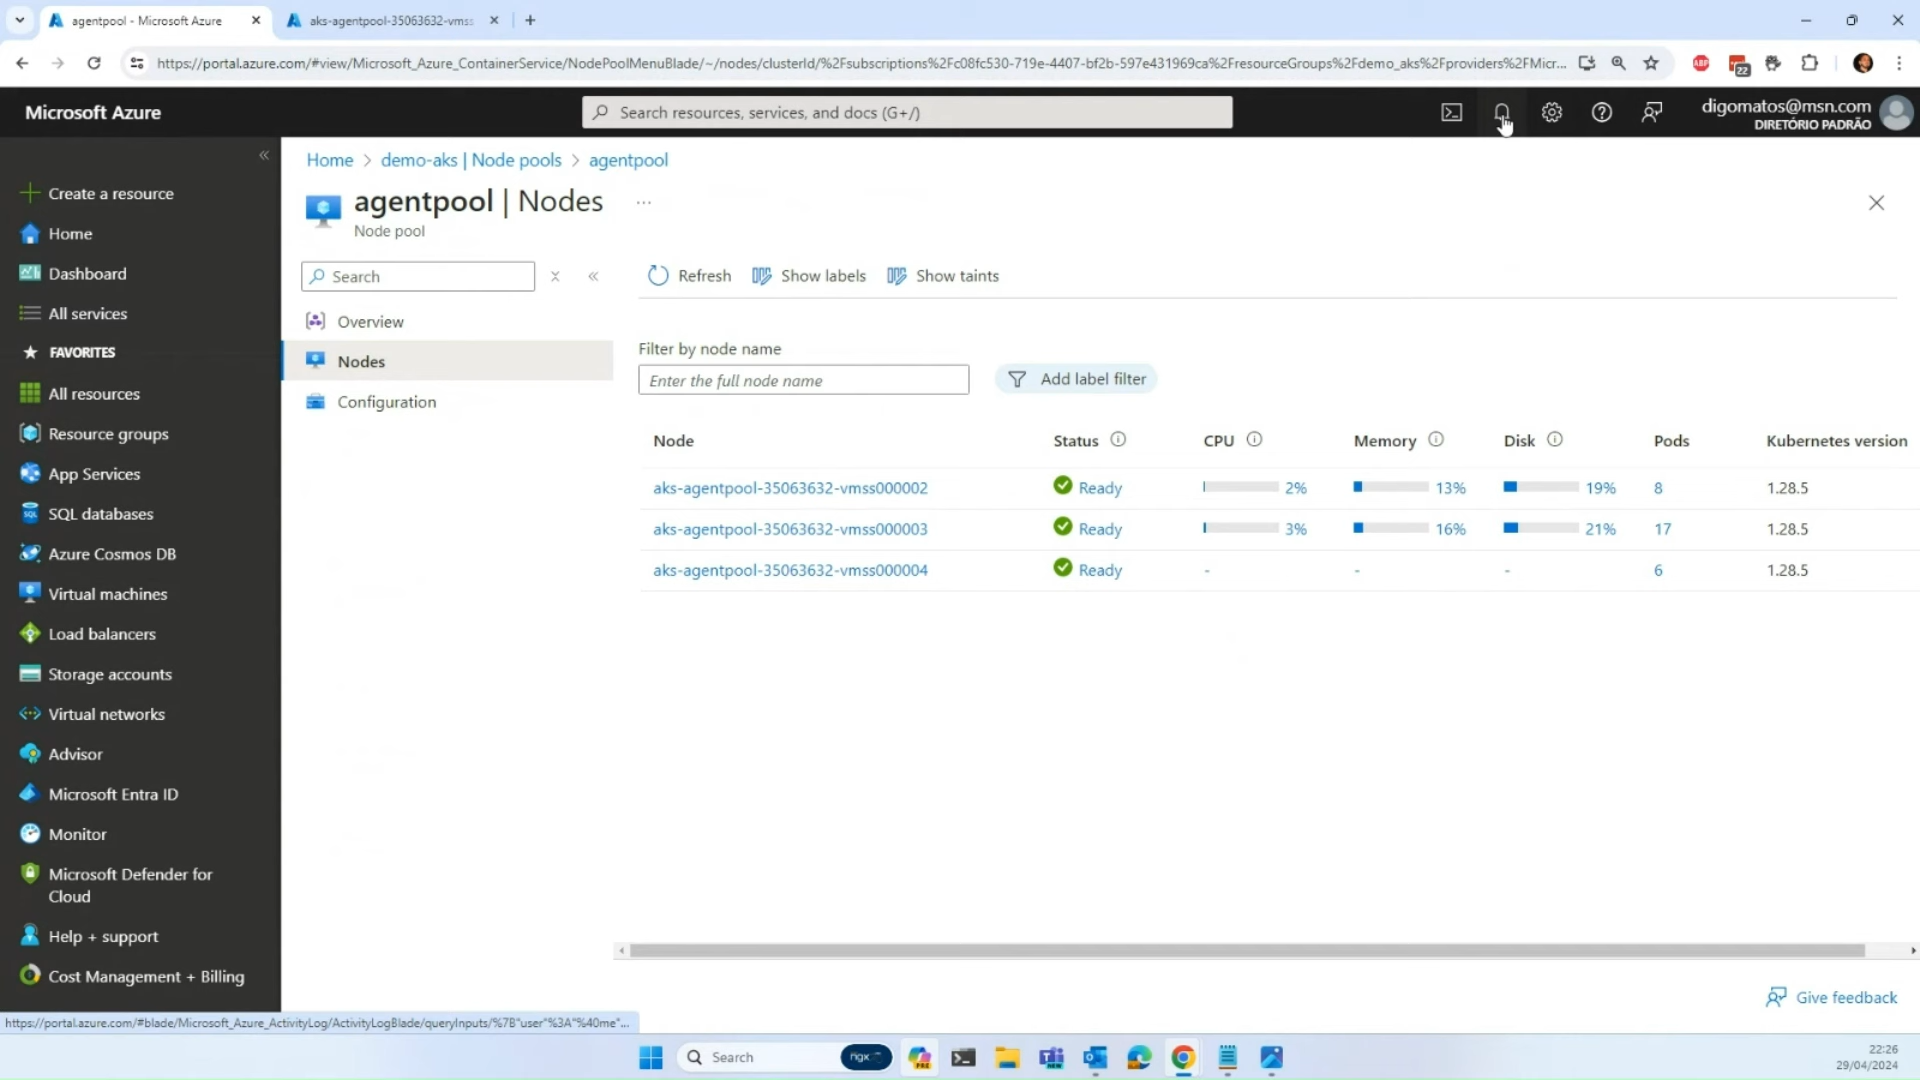 agentpool - Microsoft Azure
aks-agentpool-35063632-vmss
https://portal.azure.com/#view/Microsoft_Azure_ContainerService/NodePoolMenuBlade/~/nodes/clusterId/%2Fsubscriptions%2Fc08fc530-719e-4407-bf2b-597e431969ca%2FresourceGroups%2Fdemo_aks%2Fproviders%2FMicr...
ABP
22
Microsoft Azure
Search resources, services, and docs (G+/)
digomatos@msn.com
DIRETÓRIO PADRÃO
Create a resource
Home
Dashboard
All services
FAVORITES
All resources
Resource groups
App Services
SQL databases
Azure Cosmos DB
Virtual machines
Load balancers
Storage accounts
Virtual networks
Advisor
Microsoft Entra ID
Monitor
Microsoft Defender for
Cloud
Help + support
Cost Management + Billing
Home > demo-aks | Node pools > agentpool
agentpool | Nodes ...
Node pool
Search
Overview
Nodes
Configuration
Refresh Show labels Show taints
Filter by node name
Enter the full node name
Add label filter
Node Status CPU Memory Disk Pods Kubernetes version
aks-agentpool-35063632-vmss000002 Ready 2% 13% 19% 8 1.28.5
aks-agentpool-35063632-vmss000003 Ready 3% 16% 21% 17 1.28.5
aks-agentpool-35063632-vmss000004 Ready - - - 6 1.28.5
Give feedback
https://portal.azure.com/#blade/Microsoft_Azure_ActivityLog/ActivityLogBlade/queryInputs/%7B"user"%3A"%40me"...
Search
22:26
29/04/2024